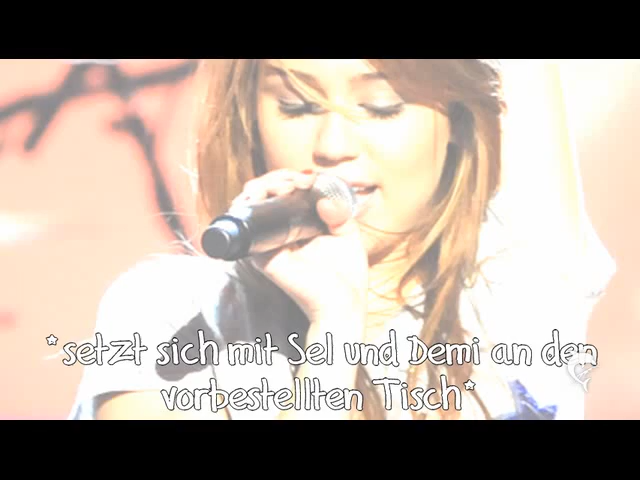 *setzt sich mit Sel und Demi an den
vorbestellten Tisch*